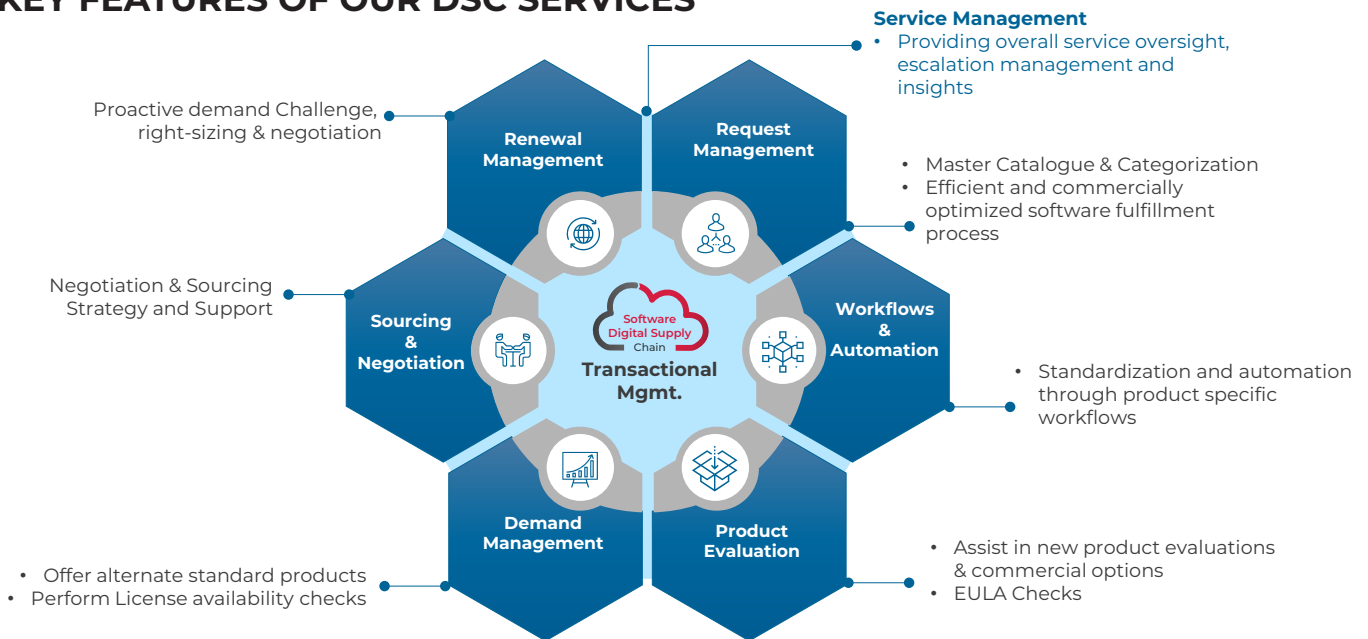 KEY FEATURES OF OUR DSC SERVICES
Service Management
• Providing overall service oversight,
escalation management and
insights
Proactive demand Challenge,
right-sizing & negotiation
Renewal
Management
Request
Management
• Master Catalogue & Categorization
• Efficient and commercially
optimized software fulfillment
process
Negotiation & Sourcing
Strategy and Support
Sourcing
&
Negotiation
Software
Digital Supply
Chain
Transactional
Mgmt.
Workflows
&
Automation
• Standardization and automation
through product specific
workflows
Demand
Management
Product
Evaluation
• Offer alternate standard products
• Perform License availability checks
• Assist in new product evaluations
& commercial options
• EULA Checks